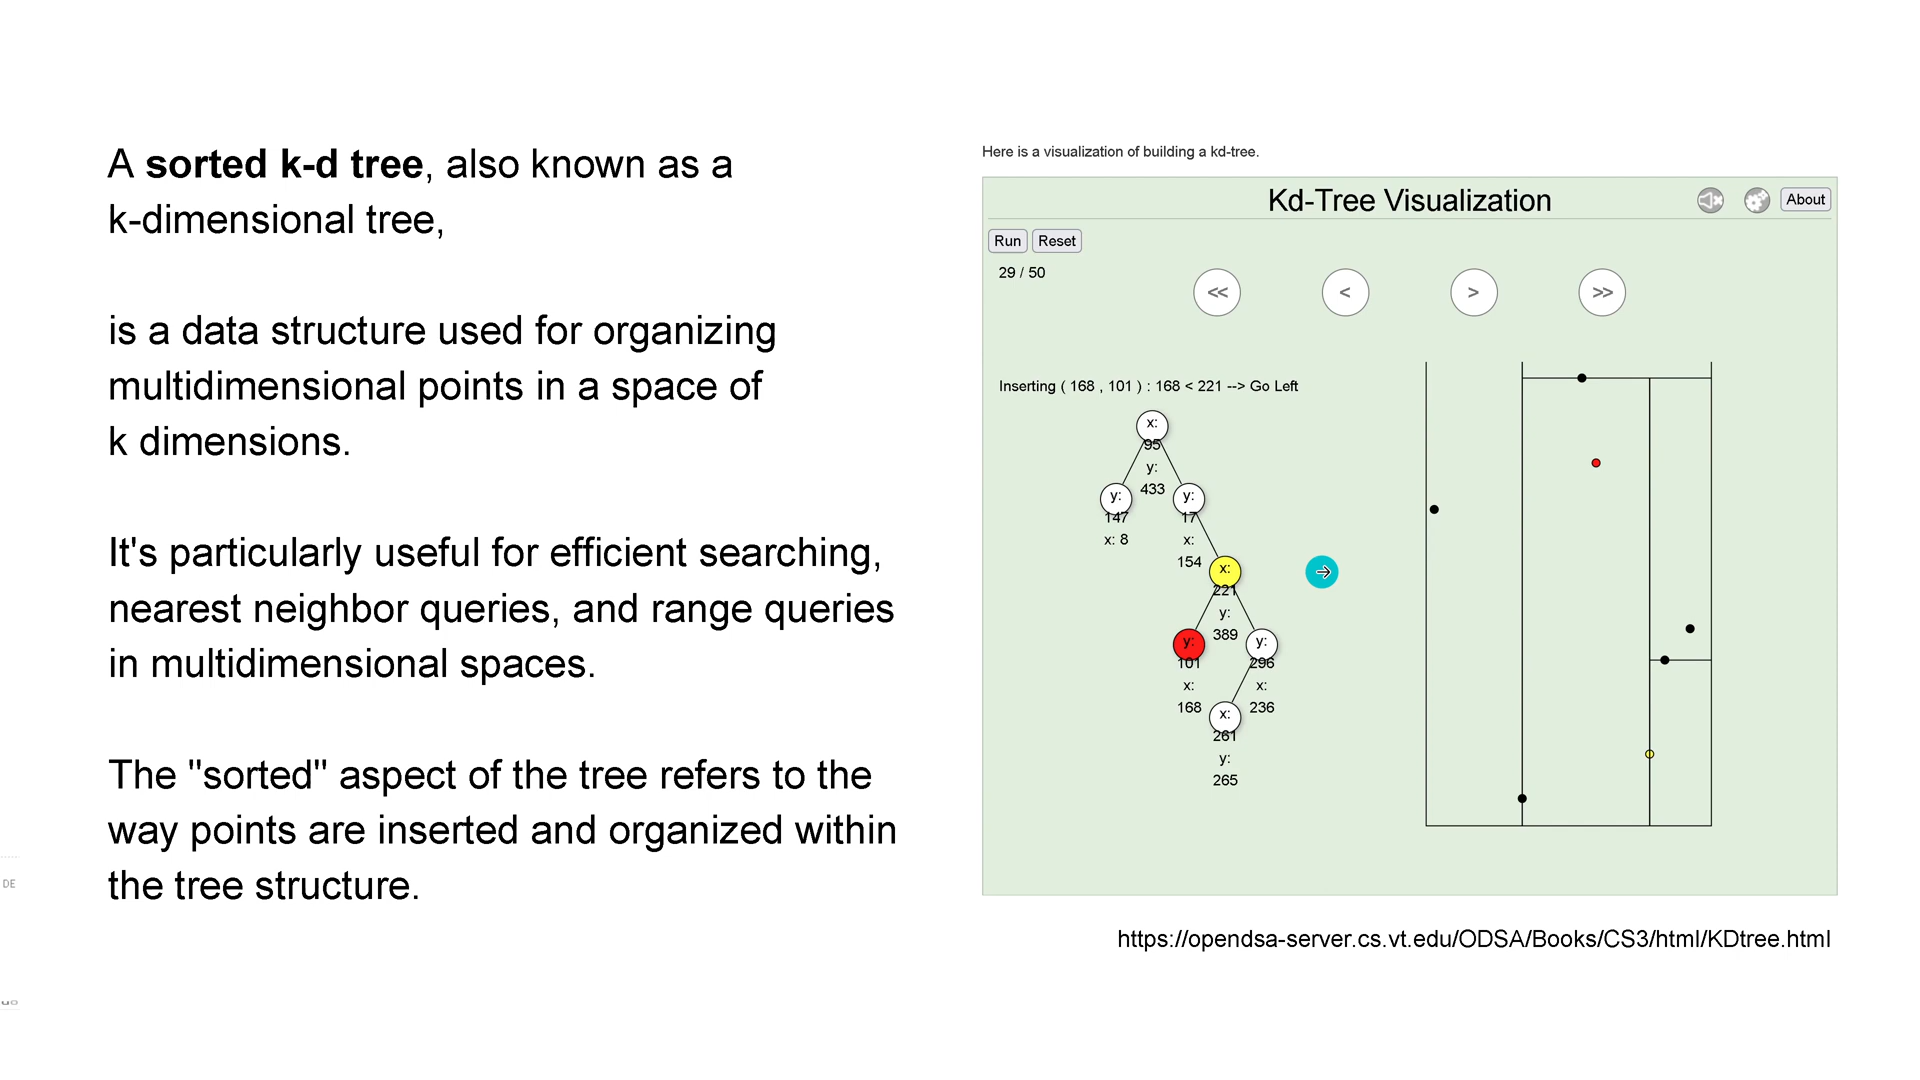 A sorted k-d tree, also known as a
k-dimensional tree,
is a data structure used for organizing
multidimensional points in a space of
k dimensions.
It's particularly useful for efficient searching,
nearest neighbor queries, and range queries
in multidimensional spaces.
The "sorted" aspect of the tree refers to the
way points are inserted and organized within
the tree structure.
DE
Here is a visualization of building a kd-tree.
Kd-Tree Visualization
About
Run Reset
29 / 50
<< < > >>
Inserting ( 168 , 101 ) : 168 < 221 --> Go Left
x:
95
y:
433
y:
147
x: 8
y:
17
x:
154
x:
221
y:
389
y:
101
x:
168
y:
296
x:
236
x:
261
y:
265
https://opendsa-server.cs.vt.edu/ODSA/Books/CS3/html/KDtree.html